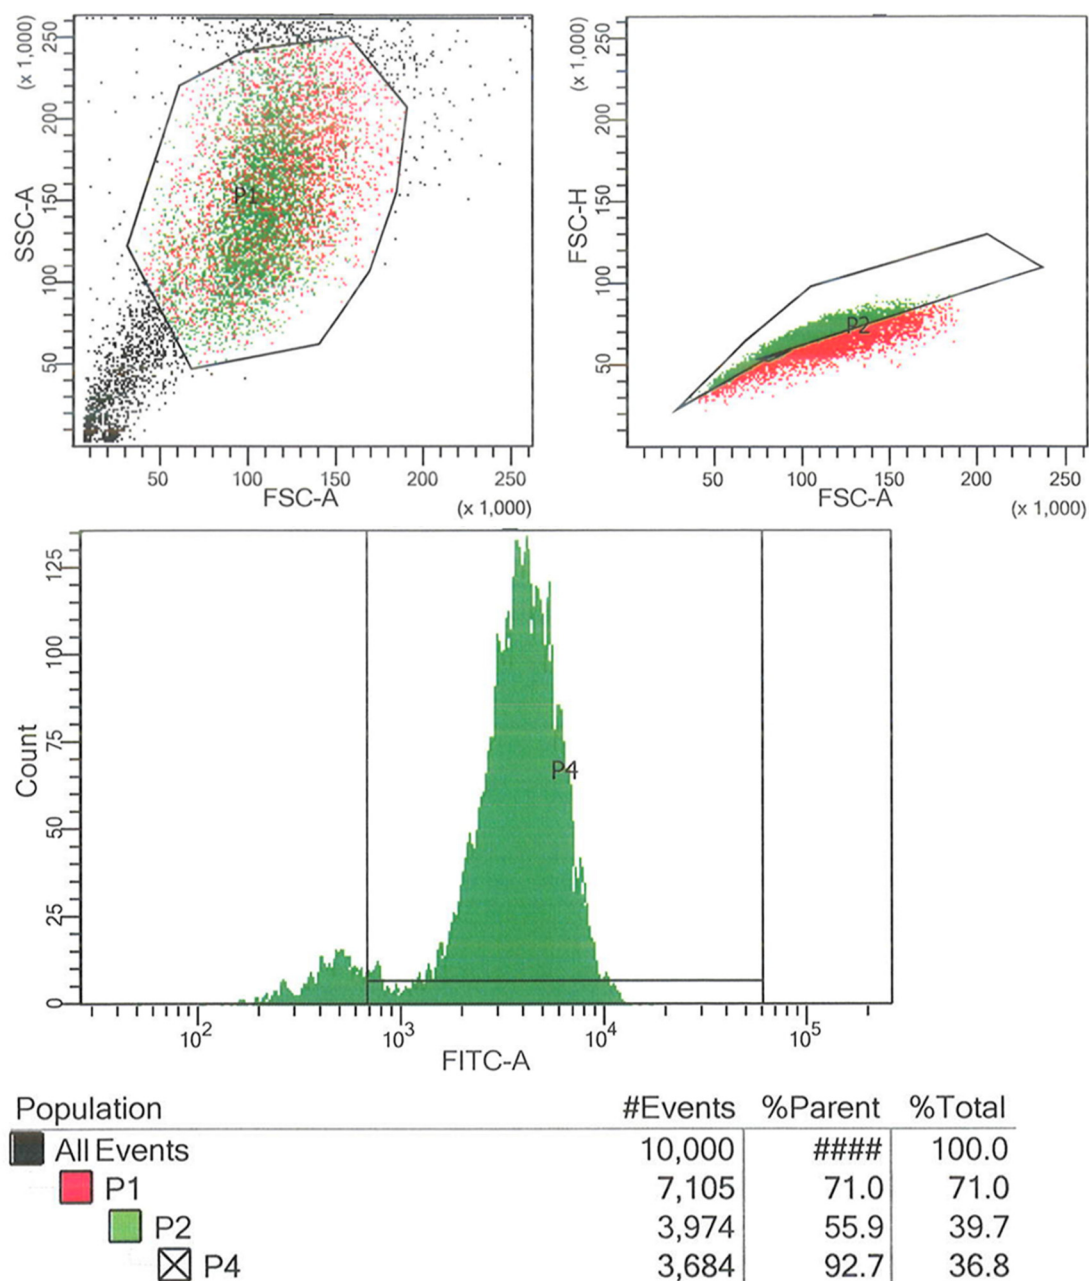 (x 1,000)
250
200
150
100
50
SSC-A
P1
50 100 150 200 250
FSC-A
(x 1,000)
(x 1,000)
250
200
150
100
50
FSC-H
P2
50 100 150 200 250
FSC-A
(x 1,000)
125
100
75
50
25
0
Count
P4
10² 10³ 10⁴ 10⁵
FITC-A
Population #Events %Parent %Total
All Events 10,000 #### 100.0
P1 7,105 71.0 71.0
P2 3,974 55.9 39.7
P4 3,684 92.7 36.8